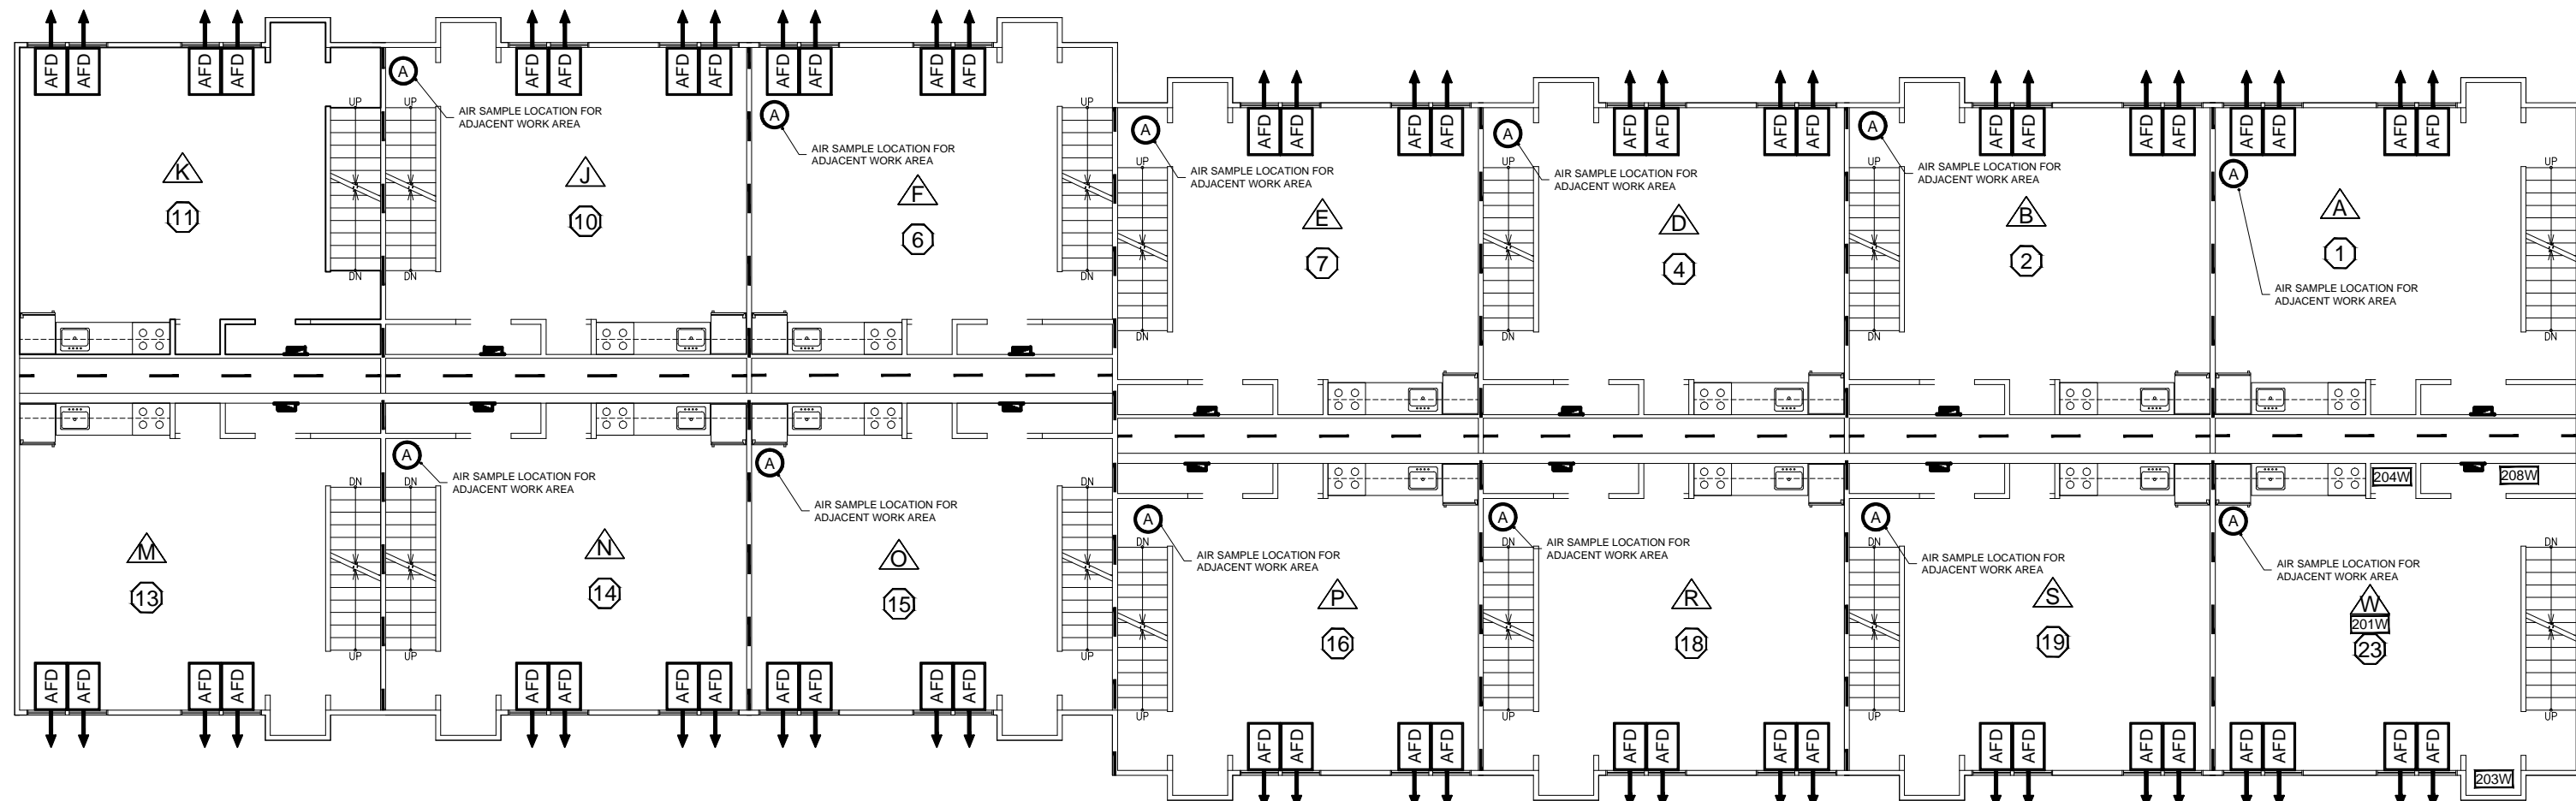 AFD AFD AFD AFD AFD AFD AFD AFD AFD AFD AFD AFD
AFD AFD AFD AFD AFD AFD AFD AFD AFD AFD AFD AFD AFD AFD AFD AFD
A
UP UP
AIR SAMPLE LOCATION FOR
ADJACENT WORK AREA
A
UP
AIR SAMPLE LOCATION FOR
ADJACENT WORK AREA
A
UP
AIR SAMPLE LOCATION FOR
ADJACENT WORK AREA
A
UP
AIR SAMPLE LOCATION FOR
ADJACENT WORK AREA
A
UP
AIR SAMPLE LOCATION FOR
ADJACENT WORK AREA
A
UP
AIR SAMPLE LOCATION FOR
ADJACENT WORK AREA
K
11
DN DN
J
10
F
6
DN
E
7
DN
D
4
DN
B
2
DN
A
1
DN
204W
208W
A
AIR SAMPLE LOCATION FOR
ADJACENT WORK AREA
A
AIR SAMPLE LOCATION FOR
ADJACENT WORK AREA
A
AIR SAMPLE LOCATION FOR
ADJACENT WORK AREA
A
AIR SAMPLE LOCATION FOR
ADJACENT WORK AREA
A
AIR SAMPLE LOCATION FOR
ADJACENT WORK AREA
A
AIR SAMPLE LOCATION FOR
ADJACENT WORK AREA
DN DN DN DN DN DN DN
M
13
N
14
O
15
P
16
R
18
S
19
W
201W
23
UP UP UP UP UP UP UP
AFD AFD AFD AFD AFD AFD AFD AFD AFD AFD AFD AFD
AFD AFD AFD AFD AFD AFD AFD AFD AFD AFD AFD AFD AFD AFD AFD AFD
203W